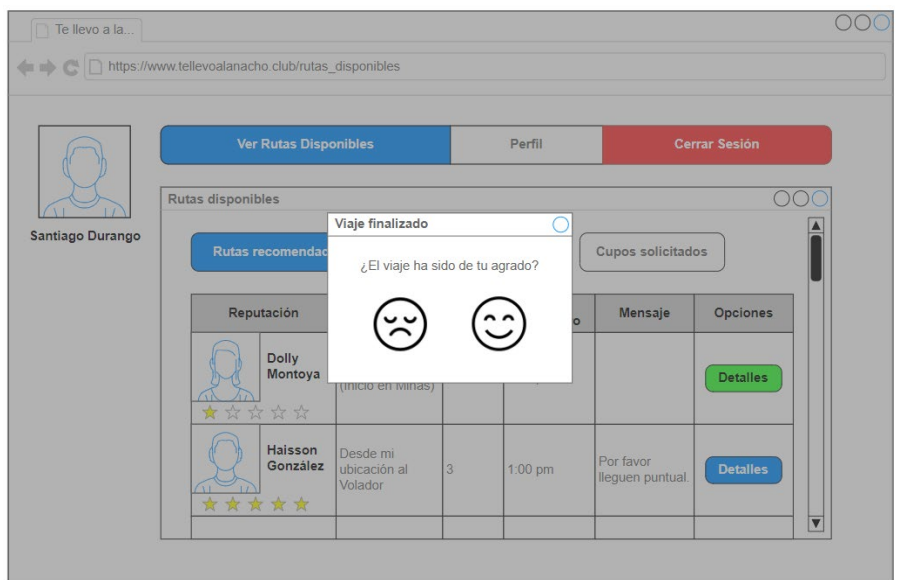 Te llevo a la...
https://www.tellevoalanacho.club/rutas_disponibles
Ver Rutas Disponibles
Perfil
Cerrar Sesión
Santiago Durango
Rutas disponibles
Viaje finalizado
¿El viaje ha sido de tu agrado?
Rutas recomendad
Cupos solicitados
Reputación
o
Mensaje
Opciones
Dolly
Montoya
(Inicio en Minas)
Detalles
Haisson
González
Desde mi
ubicación al
Volador
3
1:00 pm
Por favor
lleguen puntual.
Detalles